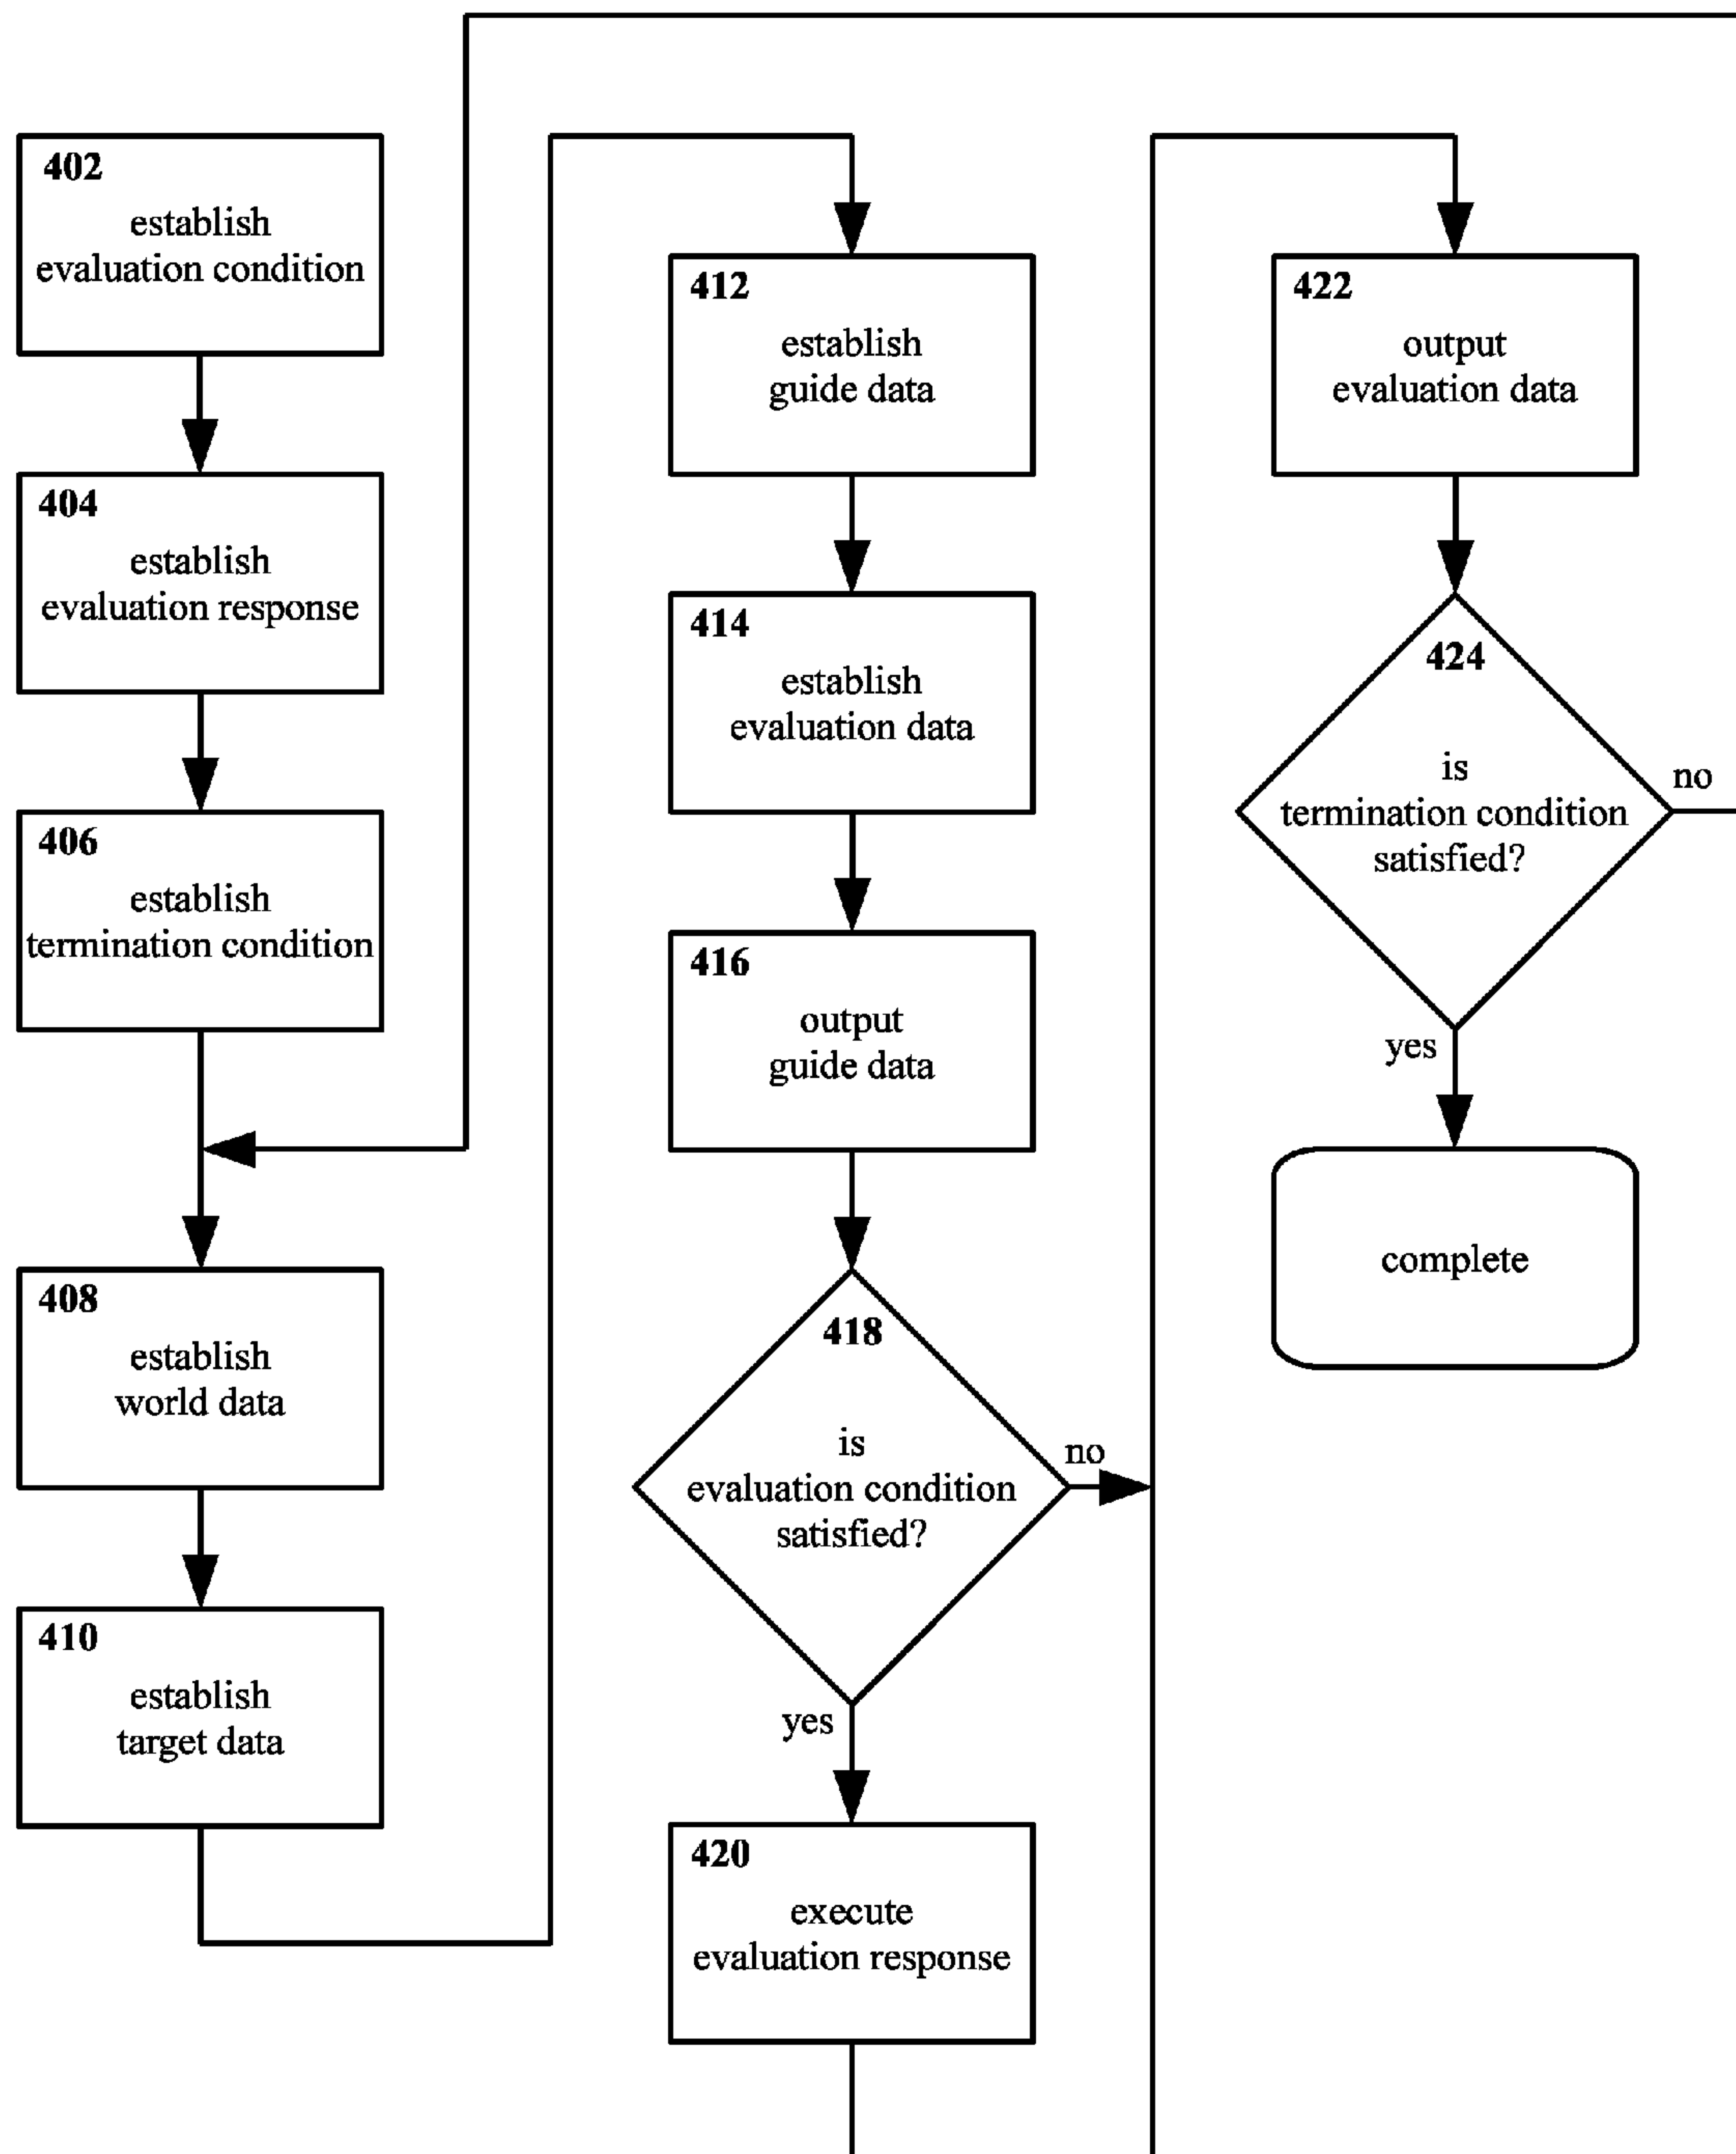 402
establish
evaluation condition
404
establish
evaluation response
406
establish
termination condition
408
establish
world data
410
establish
target data
412
establish
guide data
414
establish
evaluation data
416
output
guide data
418
is
evaluation condition
satisfied?
no
yes
420
execute
evaluation response
422
output
evaluation data
424
is
termination condition
satisfied?
no
yes
complete